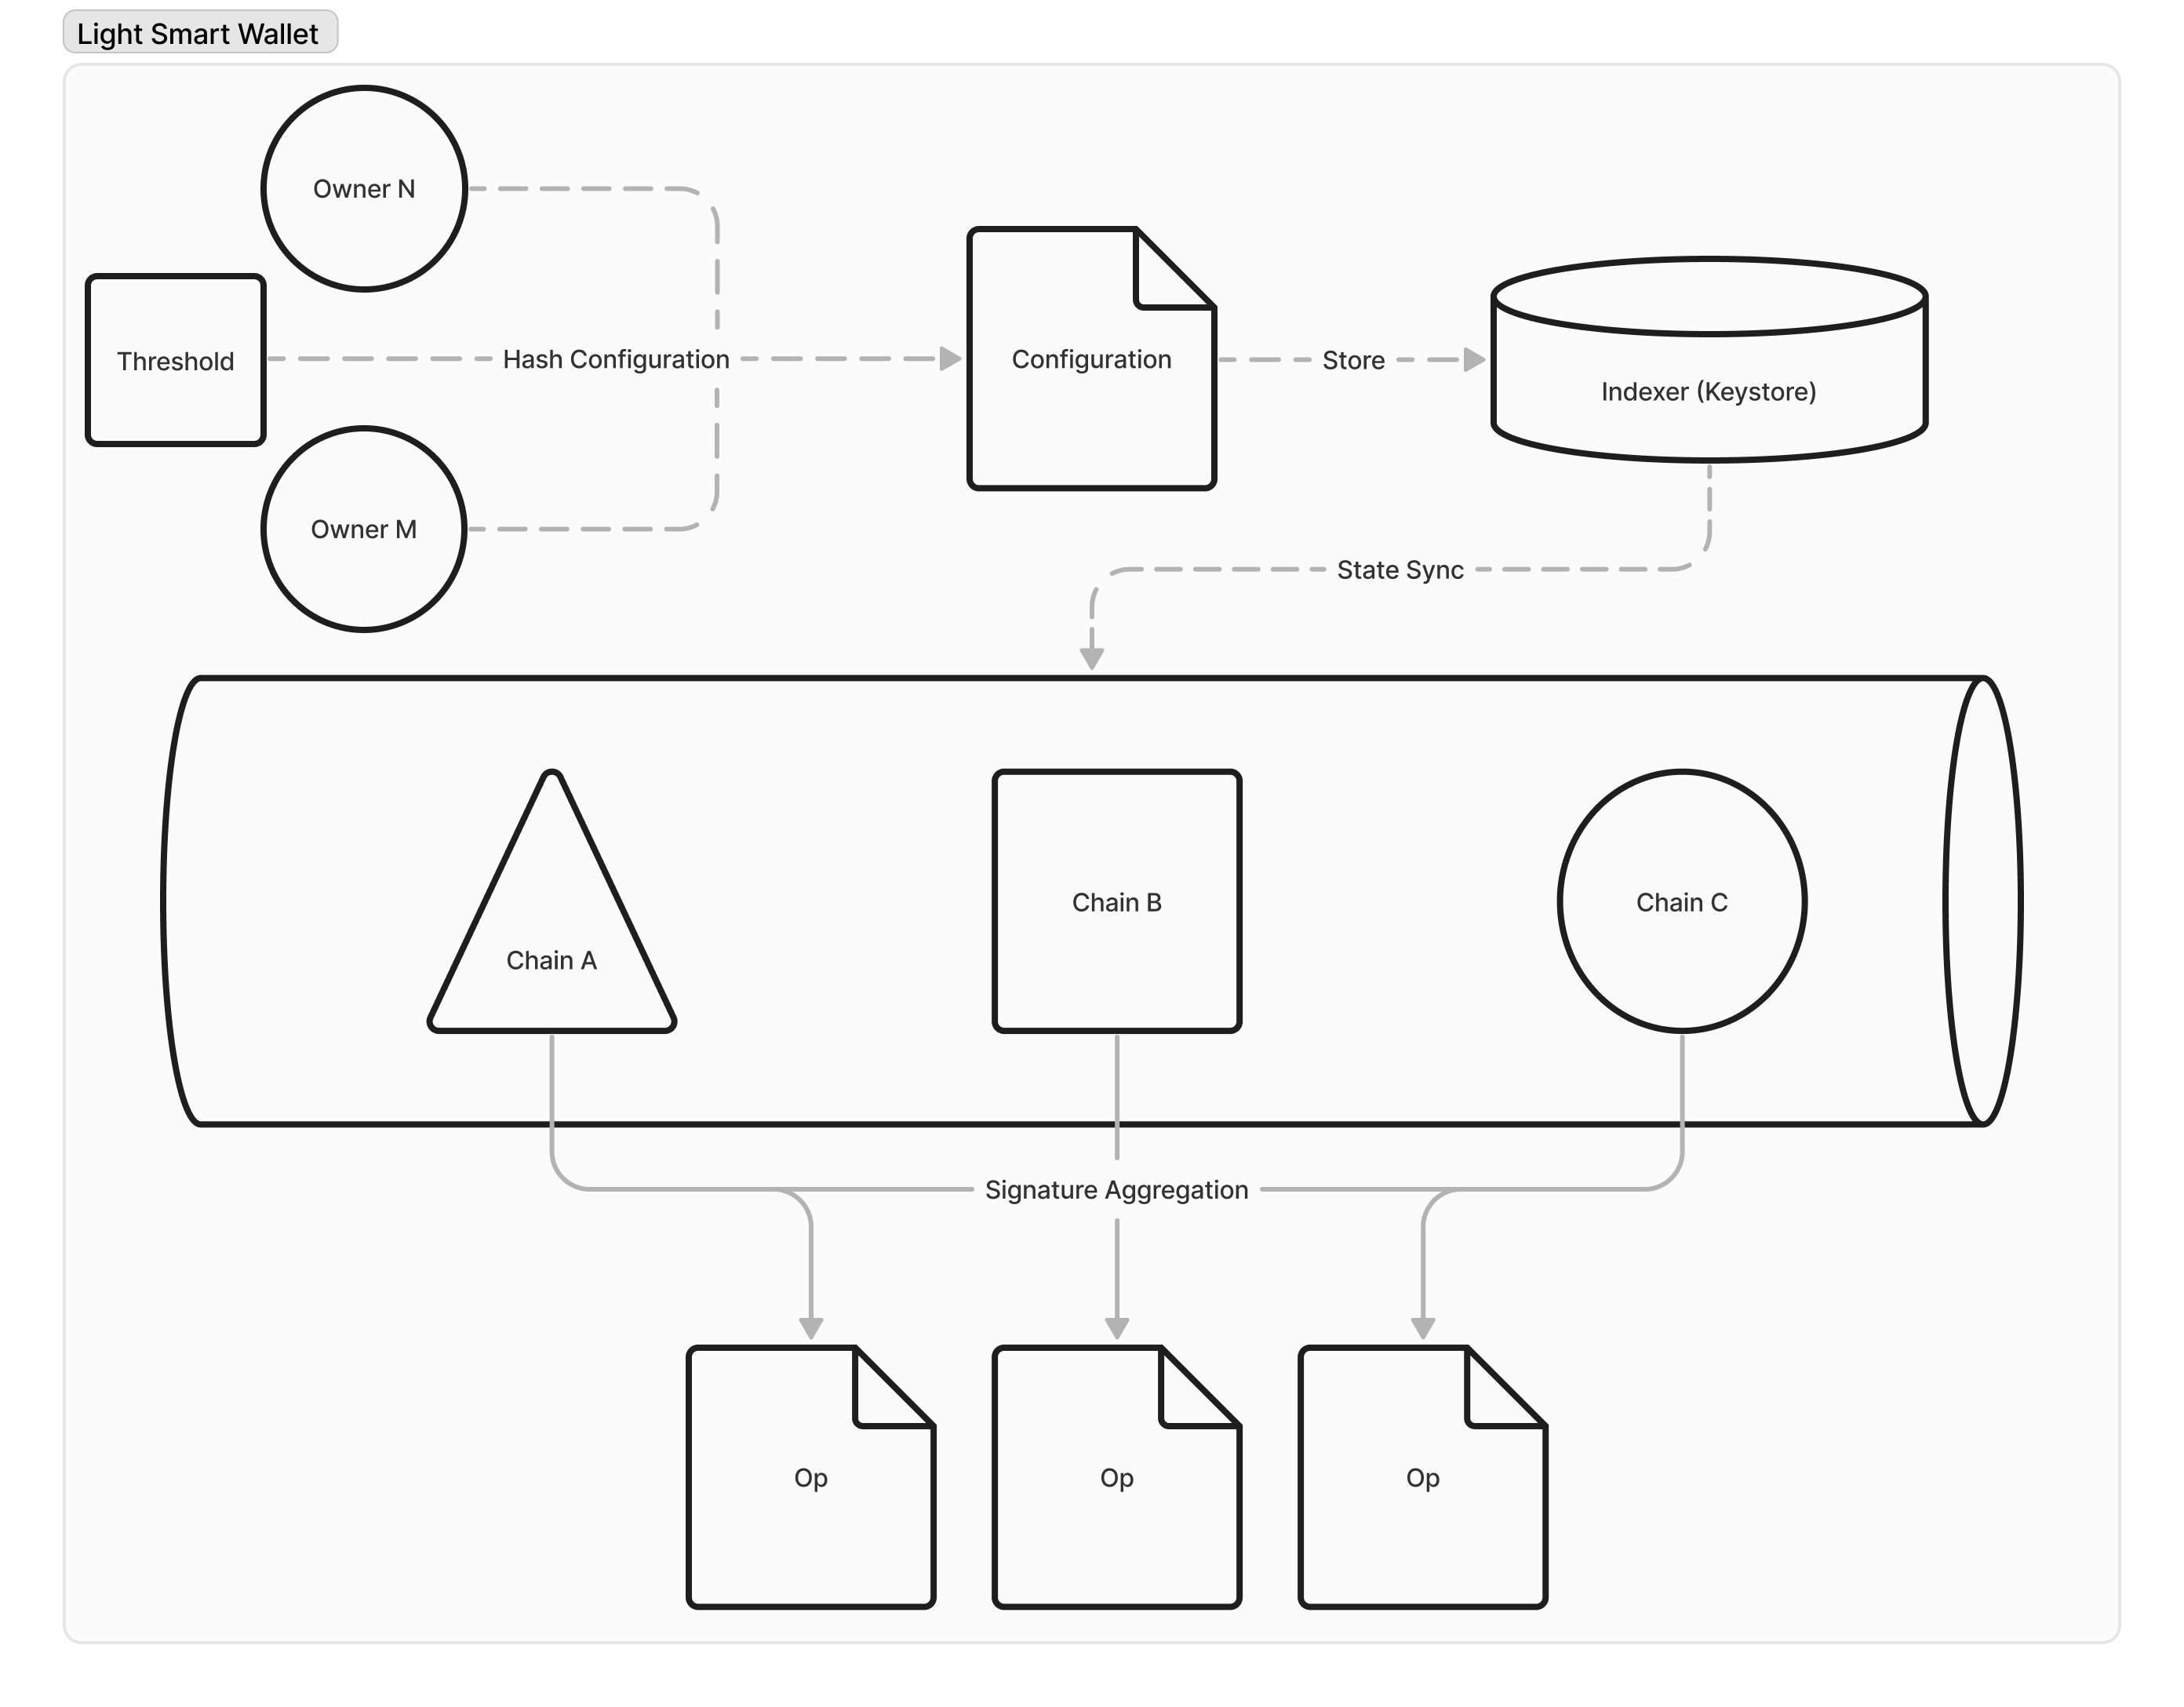 Light Smart Wallet
Owner N
Threshold
Hash Configuration
Configuration
Store
Indexer (Keystore)
Owner M
State Sync
Chain A
Chain B
Chain C
Signature Aggregation
Op
Op
Op